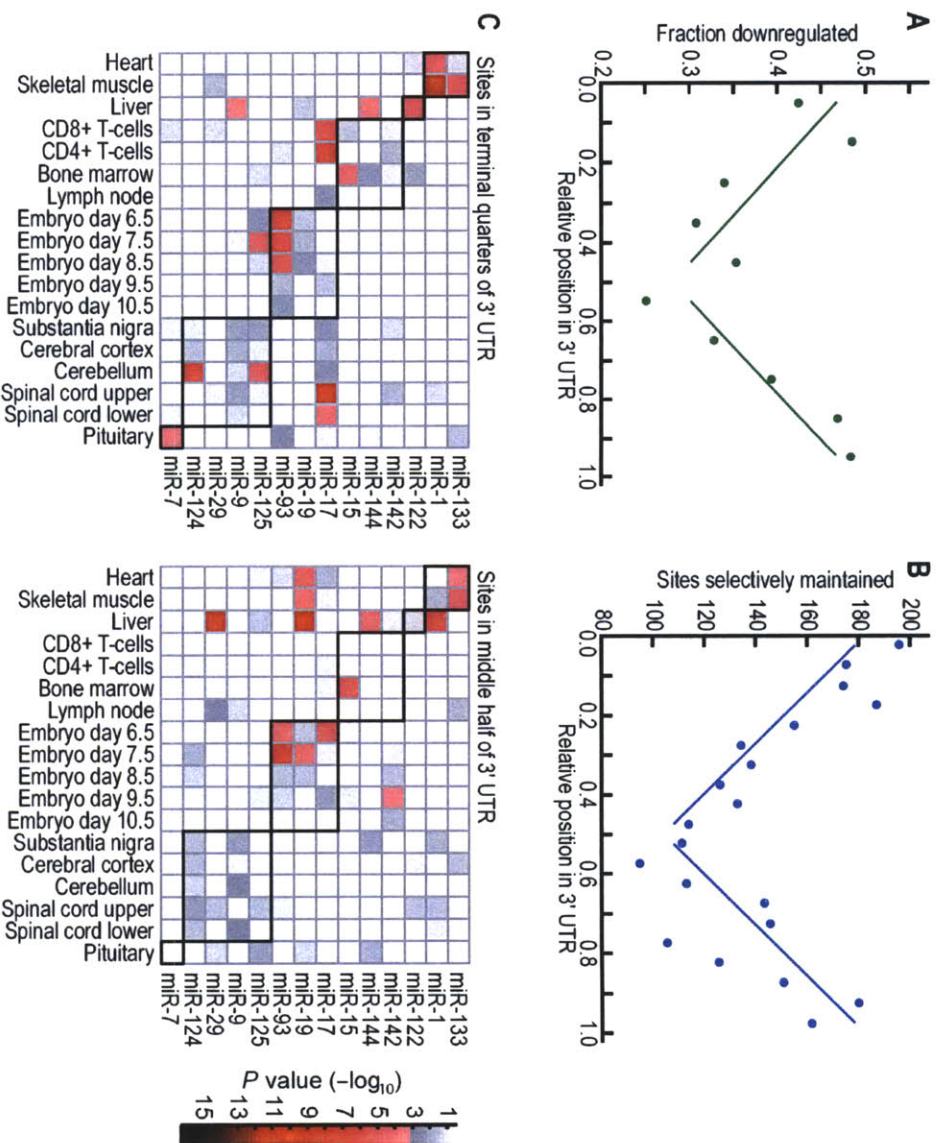 A
Fraction downregulated
0.2
0.3
0.4
0.5
0.0
0.2
0.4
0.6
0.8
1.0
Relative position in 3' UTR
B
Sites selectively maintained
80
100
120
140
160
180
200
0.0
0.2
0.4
0.6
0.8
1.0
Relative position in 3' UTR
C
Sites in terminal quarters of 3' UTR
Heart
Skeletal muscle
Liver
CD8+ T-cells
CD4+ T-cells
Bone marrow
Lymph node
Embryo day 6.5
Embryo day 7.5
Embryo day 8.5
Embryo day 9.5
Embryo day 10.5
Substantia nigra
Cerebral cortex
Cerebellum
Spinal cord upper
Spinal cord lower
Pituitary
miR-133
miR-1
miR-122
miR-142
miR-144
miR-15
miR-17
miR-19
miR-93
miR-125
miR-9
miR-29
miR-124
miR-7
Sites in middle half of 3' UTR
Heart
Skeletal muscle
Liver
CD8+ T-cells
CD4+ T-cells
Bone marrow
Lymph node
Embryo day 6.5
Embryo day 7.5
Embryo day 8.5
Embryo day 9.5
Embryo day 10.5
Substantia nigra
Cerebral cortex
Cerebellum
Spinal cord upper
Spinal cord lower
Pituitary
miR-133
miR-1
miR-122
miR-142
miR-144
miR-15
miR-17
miR-19
miR-93
miR-125
miR-9
miR-29
miR-124
miR-7
P value (−log10)
15
13
11
9
7
5
3
1